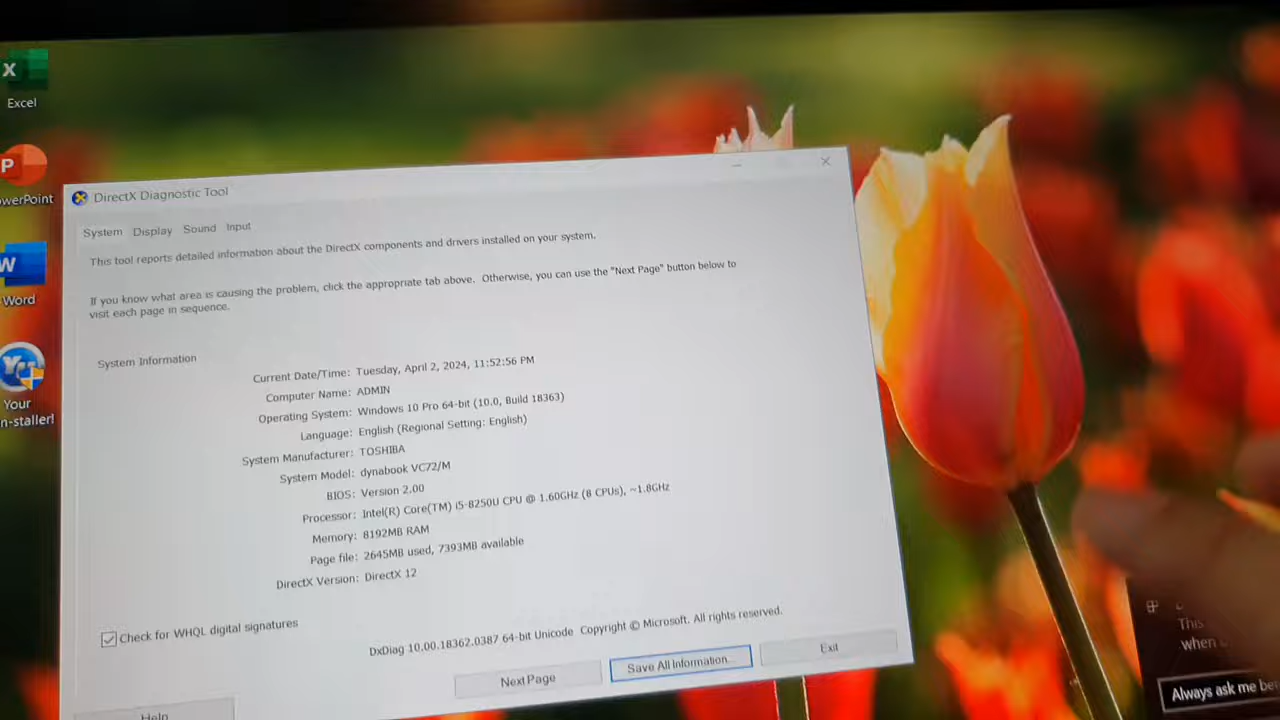 X
Excel
P
owerPoint
W
Word
Your
n-staller!
DirectX Diagnostic Tool
System Display Sound Input
This tool reports detailed information about the DirectX components and drivers installed on your system.
If you know what area is causing the problem, click the appropriate tab above. Otherwise, you can use the "Next Page" button below to
visit each page in sequence.
System Information
Current Date/Time: Tuesday, April 2, 2024, 11:52:56 PM
Computer Name: ADMIN
Operating System: Windows 10 Pro 64-bit (10.0, Build 18363)
Language: English (Regional Setting: English)
System Manufacturer: TOSHIBA
System Model: dynabook VC72/M
BIOS: Version 2.00
Processor: Intel(R) Core(TM) i5-8250U CPU @ 1.60GHz (8 CPUs), ~1.8GHz
Memory: 8192MB RAM
Page file: 2645MB used, 7393MB available
DirectX Version: DirectX 12
Check for WHQL digital signatures
DxDiag 10.00.18362.0387 64-bit Unicode Copyright © Microsoft. All rights reserved.
Help
Next Page
Save All Information...
Exit
This
when
Always ask me be